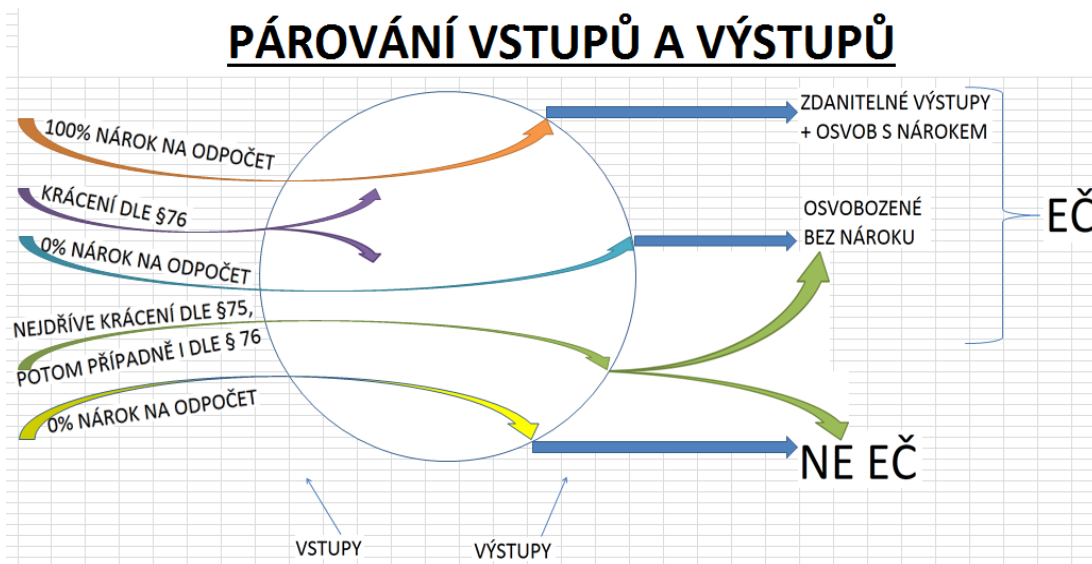 PÁROVÁNÍ VSTUPŮ A VÝSTUPŮ
100% NÁROK NA ODPOČET
ZDANITELNÉ VÝSTUPY
+ OSVOB S NÁROKEM
KRÁCENÍ DLE §76
OSVOBOZENÉ
BEZ NÁROKU
EČ
0% NÁROK NA ODPOČET
NEJDŘÍVE KRÁCENÍ DLE §75,
POTOM PŘÍPADNĚ I DLE § 76
0% NÁROK NA ODPOČET
NE EČ
VSTUPY
VÝSTUPY